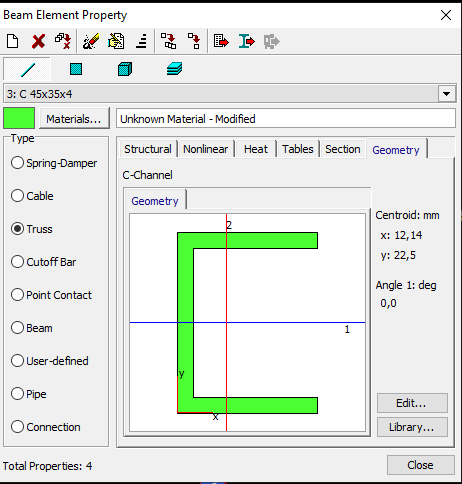 Beam Element Property
3: C 45x35x4
Materials...
Unknown Material - Modified
Type
Spring-Damper
Cable
Truss
Cutoff Bar
Point Contact
Beam
User-defined
Pipe
Connection
Structural Nonlinear Heat Tables Section Geometry
C-Channel
Geometry
2
1
y
x
Centroid: mm
x: 12,14
y: 22,5
Angle 1: deg
0,0
Edit...
Library...
Total Properties: 4
Close